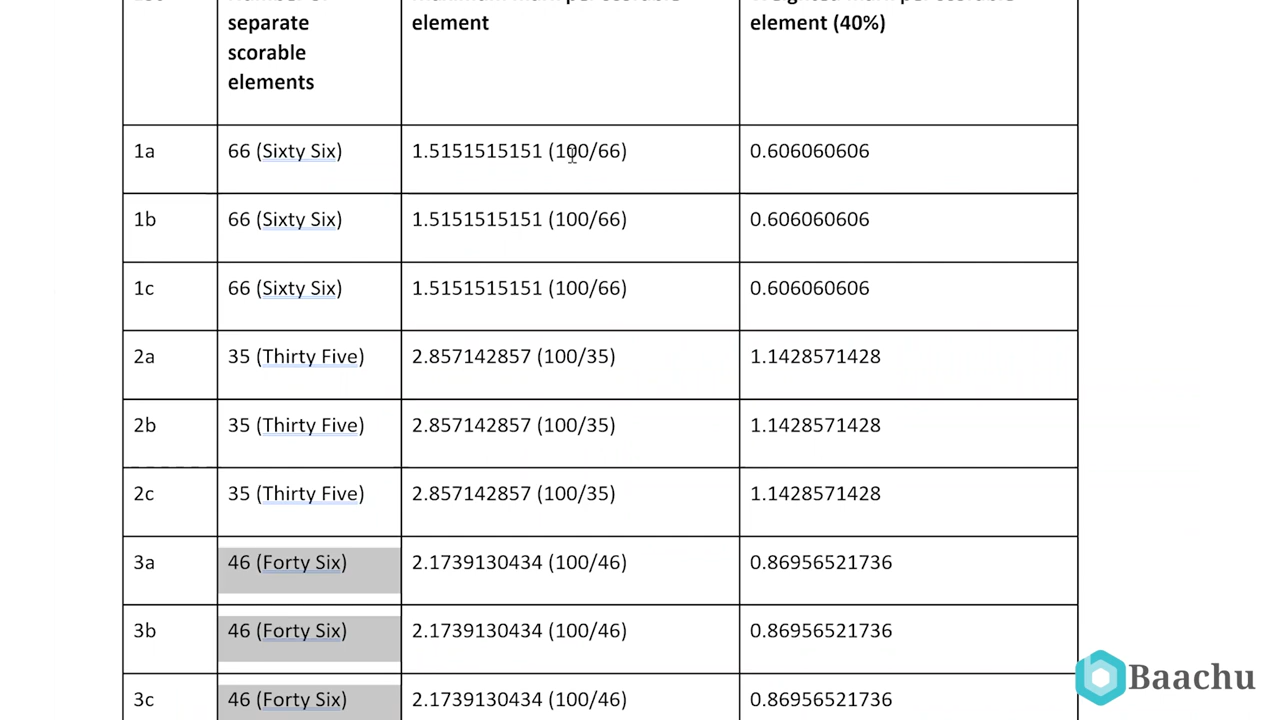 separate
scorable
elements
element
element (40%)
1a 66 (Sixty Six) 1.5151515151 (100/66) 0.606060606
1b 66 (Sixty Six) 1.5151515151 (100/66) 0.606060606
1c 66 (Sixty Six) 1.5151515151 (100/66) 0.606060606
2a 35 (Thirty Five) 2.857142857 (100/35) 1.1428571428
2b 35 (Thirty Five) 2.857142857 (100/35) 1.1428571428
2c 35 (Thirty Five) 2.857142857 (100/35) 1.1428571428
3a 46 (Forty Six) 2.1739130434 (100/46) 0.86956521736
3b 46 (Forty Six) 2.1739130434 (100/46) 0.86956521736
3c 46 (Forty Six) 2.1739130434 (100/46) 0.86956521736
Baachu